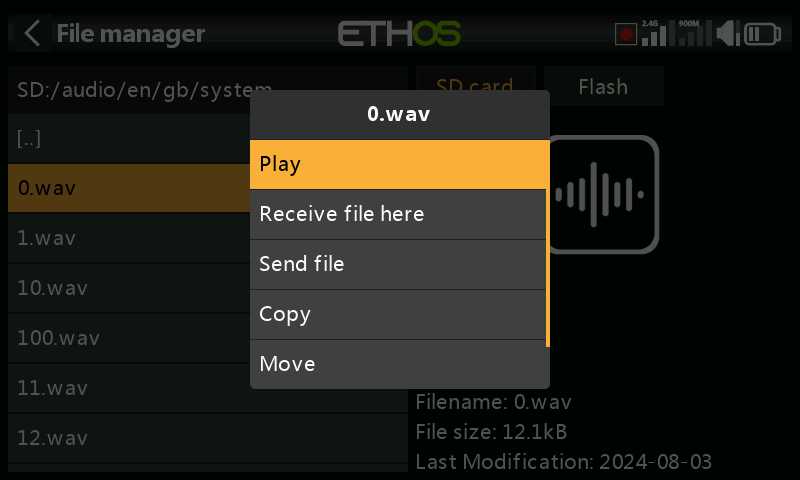 File manager
ETHOS
2.4G
900M
SD:/audio/en/gb/system
SD card
Flash
[..]
0.wav
1.wav
10.wav
100.wav
11.wav
12.wav
0.wav
Play
Receive file here
Send file
Copy
Move
Filename: 0.wav
File size: 12.1kB
Last Modification: 2024-08-03